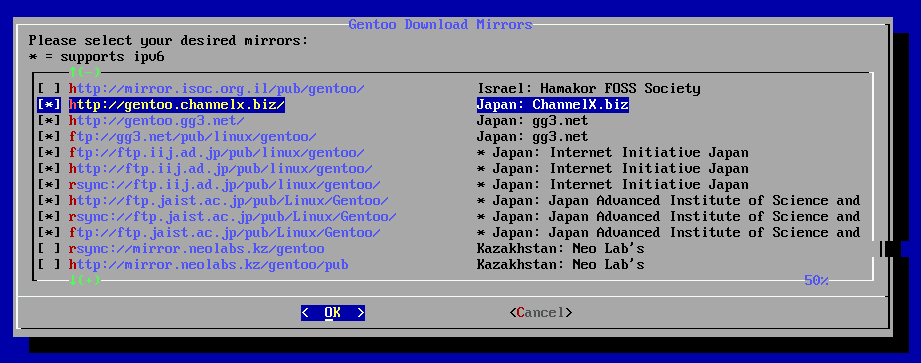 Gentoo Download Mirrors
Please select your desired mirrors:
* = supports ipv6
↑(-)
[ ] http://mirror.isoc.org.il/pub/gentoo/ Israel: Hamakor FOSS Society
[*] http://gentoo.channelx.biz/ Japan: ChannelX.biz
[*] http://gentoo.gg3.net/ Japan: gg3.net
[*] ftp://gg3.net/pub/linux/gentoo/ Japan: gg3.net
[*] ftp://ftp.iij.ad.jp/pub/linux/gentoo/ * Japan: Internet Initiative Japan
[*] http://ftp.iij.ad.jp/pub/linux/gentoo/ * Japan: Internet Initiative Japan
[*] rsync://ftp.iij.ad.jp/pub/linux/gentoo/ * Japan: Internet Initiative Japan
[*] http://ftp.jaist.ac.jp/pub/Linux/Gentoo/ * Japan: Japan Advanced Institute of Science and
[*] rsync://ftp.jaist.ac.jp/pub/Linux/Gentoo/ * Japan: Japan Advanced Institute of Science and
[*] ftp://ftp.jaist.ac.jp/pub/Linux/Gentoo/ * Japan: Japan Advanced Institute of Science and
[ ] rsync://mirror.neolabs.kz/gentoo Kazakhstan: Neo Lab's
[ ] http://mirror.neolabs.kz/gentoo/pub Kazakhstan: Neo Lab's
↓(+) 50%
< OK > <Cancel>